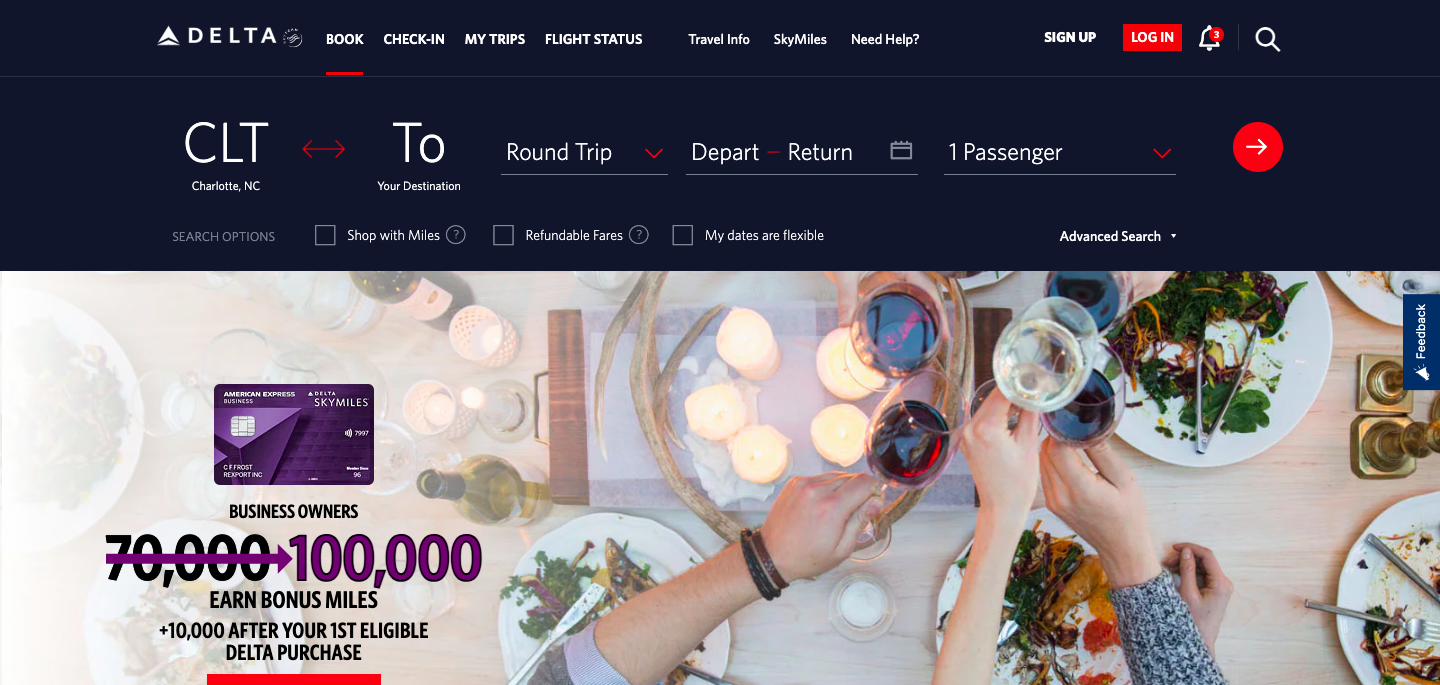 DELTA
BOOK
CHECK-IN
MY TRIPS
FLIGHT STATUS
Travel Info
SkyMiles
Need Help?
SIGN UP
LOG IN
3
CLT
Charlotte, NC
To
Your Destination
Round Trip
Depart — Return
1 Passenger
SEARCH OPTIONS
Shop with Miles ?
Refundable Fares ?
My dates are flexible
Advanced Search
Feedback
AMERICAN EXPRESS
BUSINESS
DELTA
SKYMILES
7997
C F FROST
REXPORT INC
Member Since
96
BUSINESS OWNERS
70,000 100,000
EARN BONUS MILES
+10,000 AFTER YOUR 1ST ELIGIBLE
DELTA PURCHASE